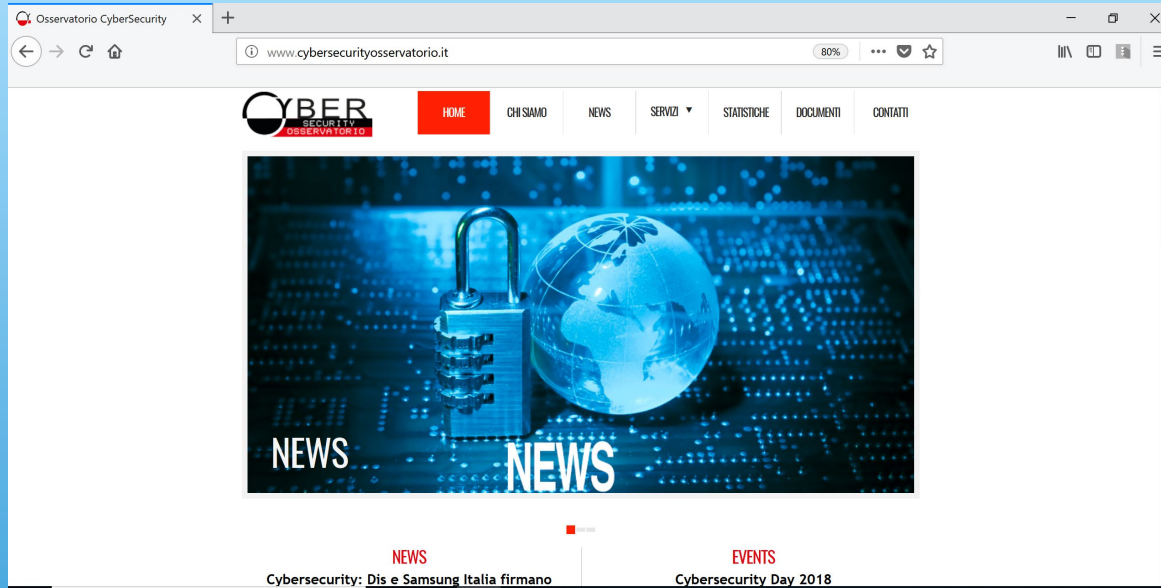 Osservatorio CyberSecurity
www.cybersecurityosservatorio.it 80%
CYBER
SECURITY
OSSERVATORIO
HOME CHI SIAMO NEWS SERVIZI STATISTICHE DOCUMENTI CONTATTI
NEWS
NEWS
NEWS
Cybersecurity: Dis e Samsung Italia firmano
EVENTS
Cybersecurity Day 2018